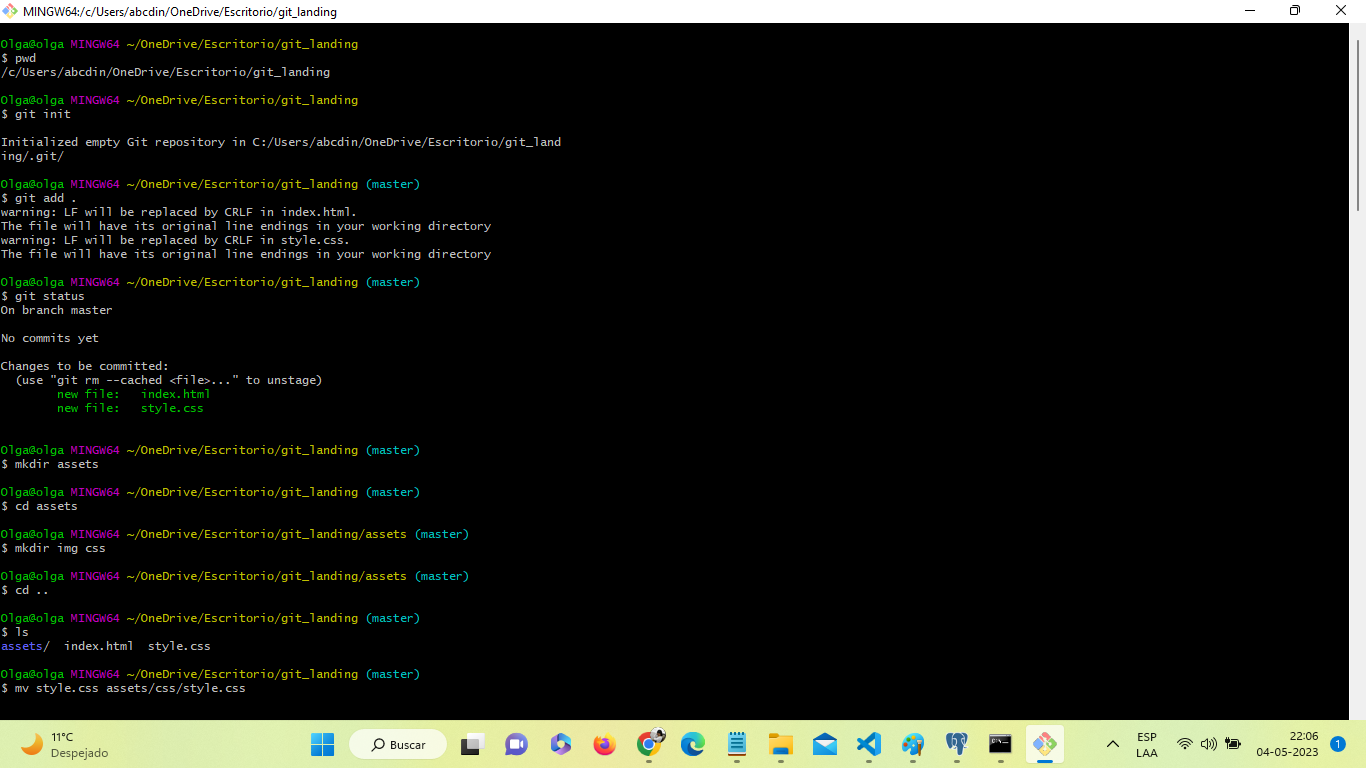 MINGW64:/c/Users/abcdin/OneDrive/Escritorio/git_landing
Olga@olga MINGW64 ~/OneDrive/Escritorio/git_landing
$ pwd
/c/Users/abcdin/OneDrive/Escritorio/git_landing
Olga@olga MINGW64 ~/OneDrive/Escritorio/git_landing
$ git init
Initialized empty Git repository in C:/Users/abcdin/OneDrive/Escritorio/git_land
ing/.git/
Olga@olga MINGW64 ~/OneDrive/Escritorio/git_landing (master)
$ git add .
warning: LF will be replaced by CRLF in index.html.
The file will have its original line endings in your working directory
warning: LF will be replaced by CRLF in style.css.
The file will have its original line endings in your working directory
Olga@olga MINGW64 ~/OneDrive/Escritorio/git_landing (master)
$ git status
On branch master
No commits yet
Changes to be committed:
  (use "git rm --cached <file>..." to unstage)
        new file:   index.html
        new file:   style.css
Olga@olga MINGW64 ~/OneDrive/Escritorio/git_landing (master)
$ mkdir assets
Olga@olga MINGW64 ~/OneDrive/Escritorio/git_landing (master)
$ cd assets
Olga@olga MINGW64 ~/OneDrive/Escritorio/git_landing/assets (master)
$ mkdir img css
Olga@olga MINGW64 ~/OneDrive/Escritorio/git_landing/assets (master)
$ cd ..
Olga@olga MINGW64 ~/OneDrive/Escritorio/git_landing (master)
$ ls
assets/  index.html  style.css
Olga@olga MINGW64 ~/OneDrive/Escritorio/git_landing (master)
$ mv style.css assets/css/style.css
11°C
Despejado
Buscar
ESP
LAA
22:06
04-05-2023
1